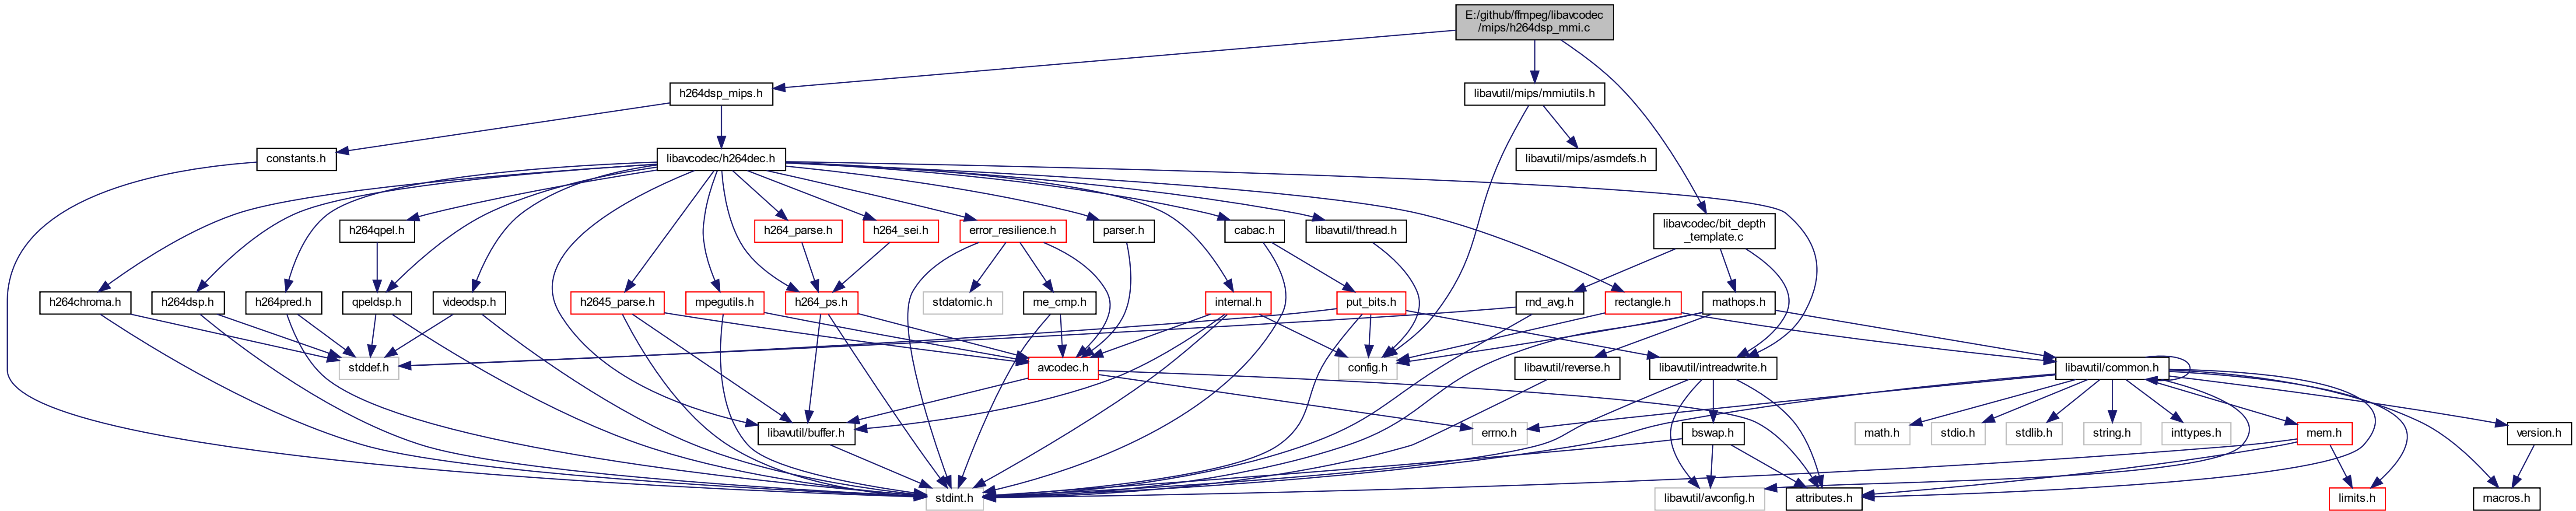 E:/github/ffmpeg/libavcodec
/mips/h264dsp_mmi.c
h264dsp_mips.h
libavutil/mips/mmiutils.h
constants.h
libavcodec/h264dec.h
libavutil/mips/asmdefs.h
h264qpel.h
h264_parse.h
h264_sei.h
error_resilience.h
parser.h
cabac.h
libavutil/thread.h
libavcodec/bit_depth
_template.c
h264chroma.h
h264dsp.h
h264pred.h
qpeldsp.h
videodsp.h
h2645_parse.h
mpegutils.h
h264_ps.h
stdatomic.h
me_cmp.h
internal.h
put_bits.h
rnd_avg.h
rectangle.h
mathops.h
stddef.h
avcodec.h
config.h
libavutil/reverse.h
libavutil/intreadwrite.h
libavutil/common.h
libavutil/buffer.h
errno.h
bswap.h
math.h
stdio.h
stdlib.h
string.h
inttypes.h
mem.h
version.h
stdint.h
libavutil/avconfig.h
attributes.h
limits.h
macros.h